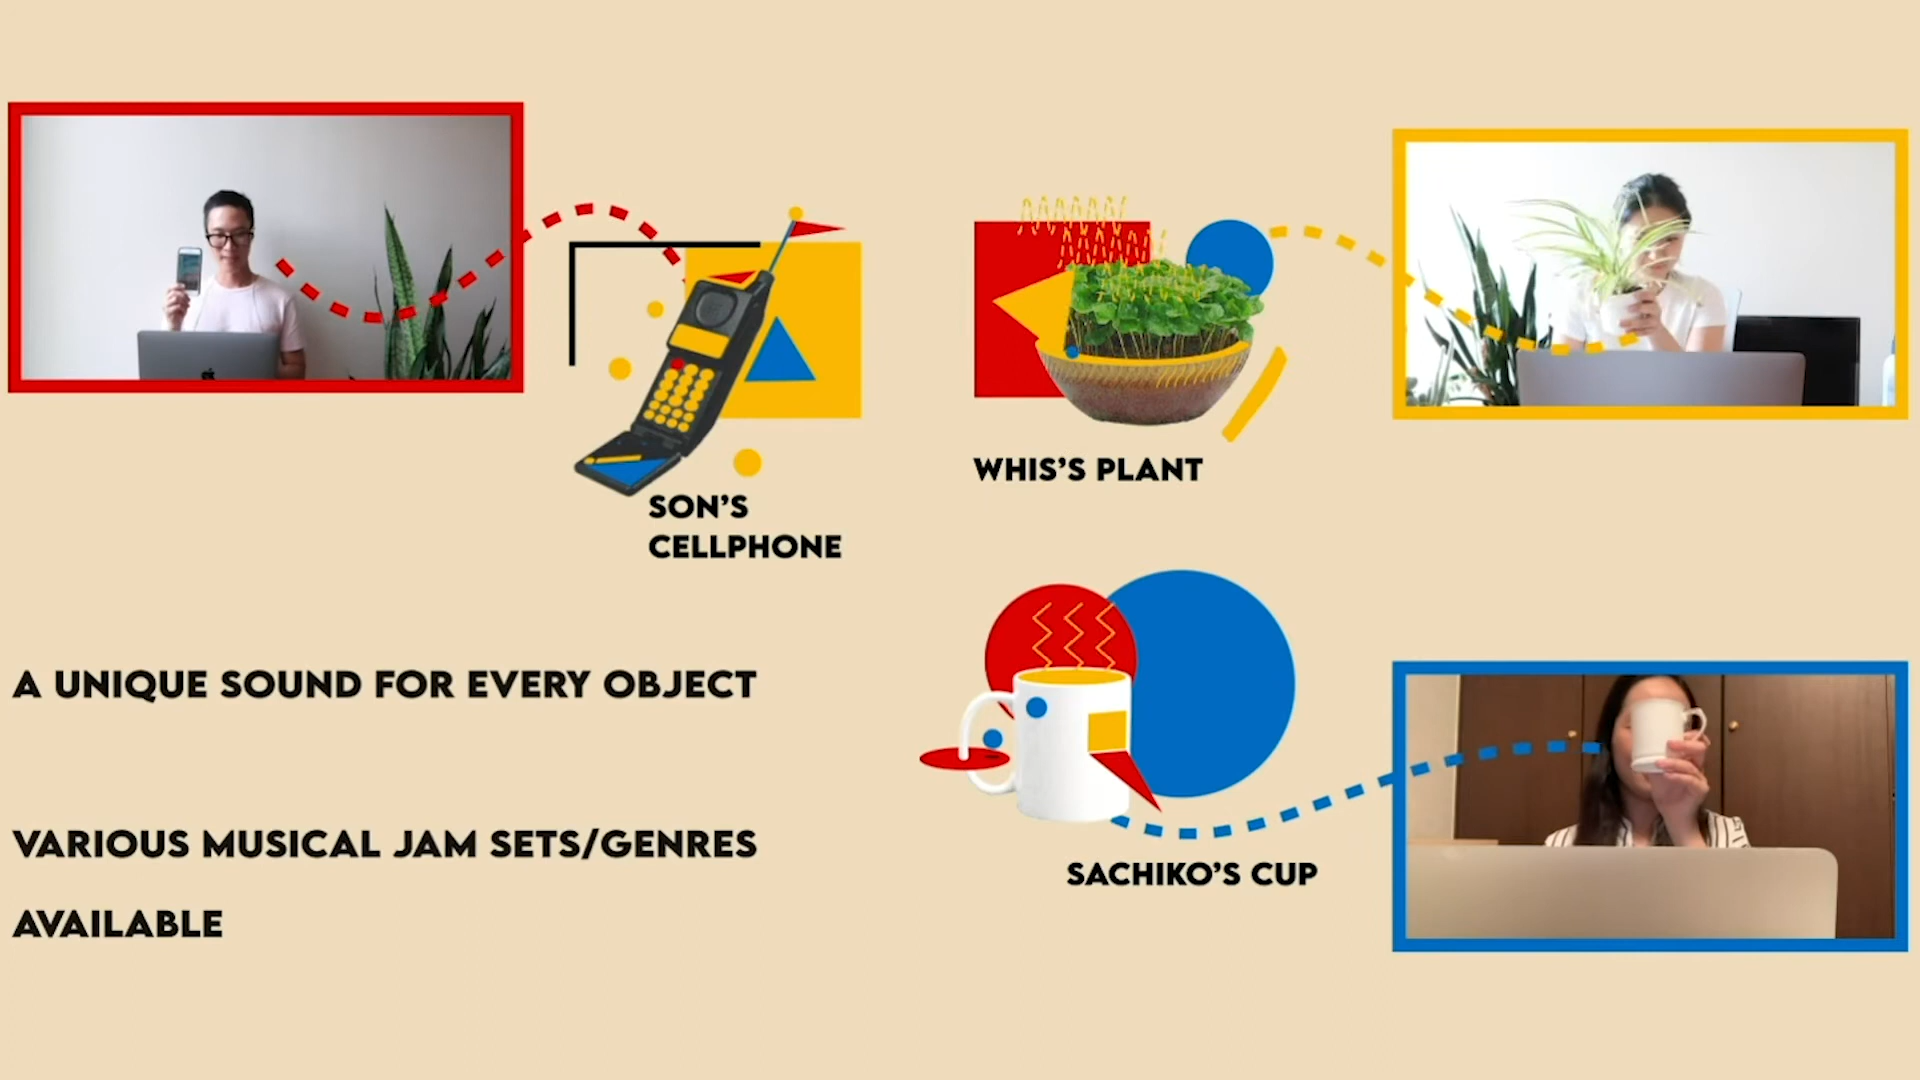 SON'S
CELLPHONE
WHIS'S PLANT
A UNIQUE SOUND FOR EVERY OBJECT
VARIOUS MUSICAL JAM SETS/GENRES
AVAILABLE
SACHIKO'S CUP